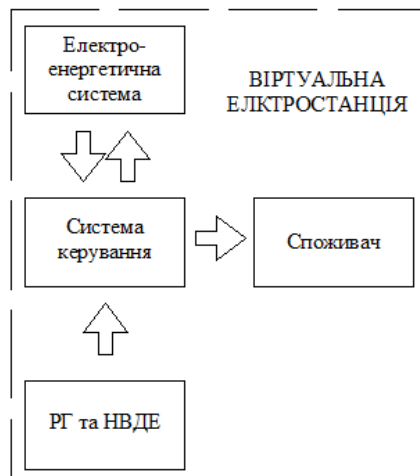 Електро-
енергетична
система
ВІРТУАЛЬНА
ЕЛКТРОСТАНЦІЯ
Система
керування
Споживач
РГ та НВДЕ